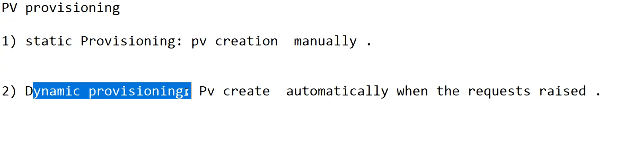 PV provisioning
1) static Provisioning: pv creation  manually .
2) Dynamic provisioning: Pv create  automatically when the requests raised .